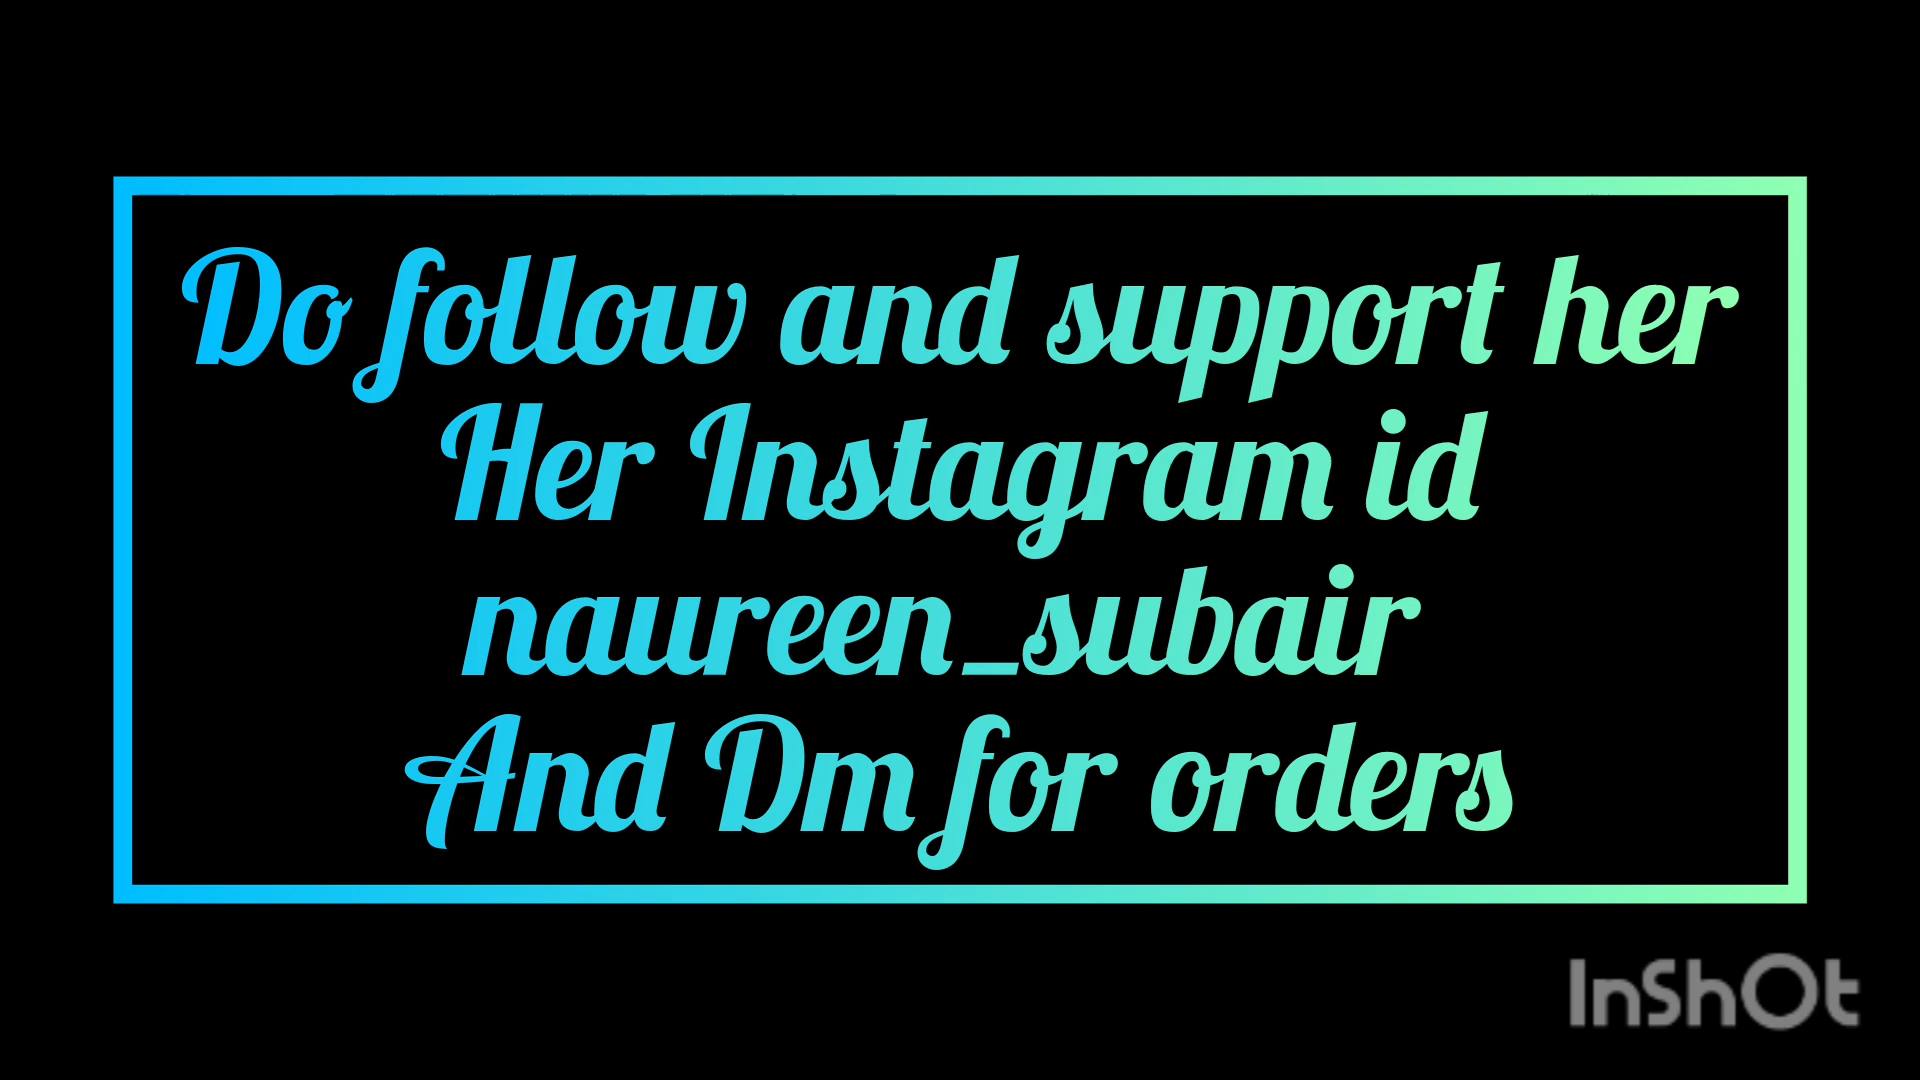 Do follow and support her
Her Instagram id
naureen_subair
And Dm for orders
InShOt